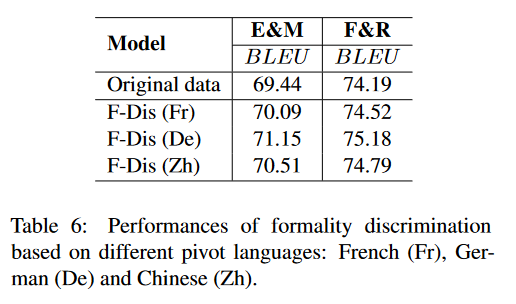 Model E&M F&R
BLEU BLEU
Original data 69.44 74.19
F-Dis (Fr) 70.09 74.52
F-Dis (De) 71.15 75.18
F-Dis (Zh) 70.51 74.79
Table 6: Performances of formality discrimination
based on different pivot languages: French (Fr), Ger-
man (De) and Chinese (Zh).